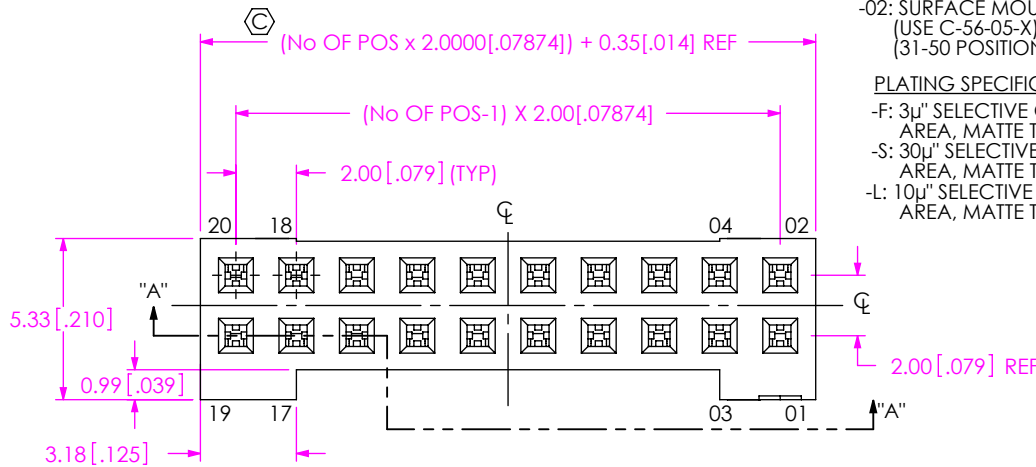 -02: SURFACE MOU
(USE C-56-05-X)
(31-50 POSITION
PLATING SPECIFIC
-F: 3µ" SELECTIVE
AREA, MATTE T
-S: 30µ" SELECTIVE
AREA, MATTE T
-L: 10µ" SELECTIVE
AREA, MATTE T
C
(No OF POS x 2.0000[.07874]) + 0.35[.014] REF
(No OF POS-1) X 2.00[.07874]
2.00[.079] (TYP)
℄
20 18 04 02
"A"
5.33[.210]
℄
2.00[.079] REF
0.99[.039]
19 17 03 01
"A"
3.18[.125]